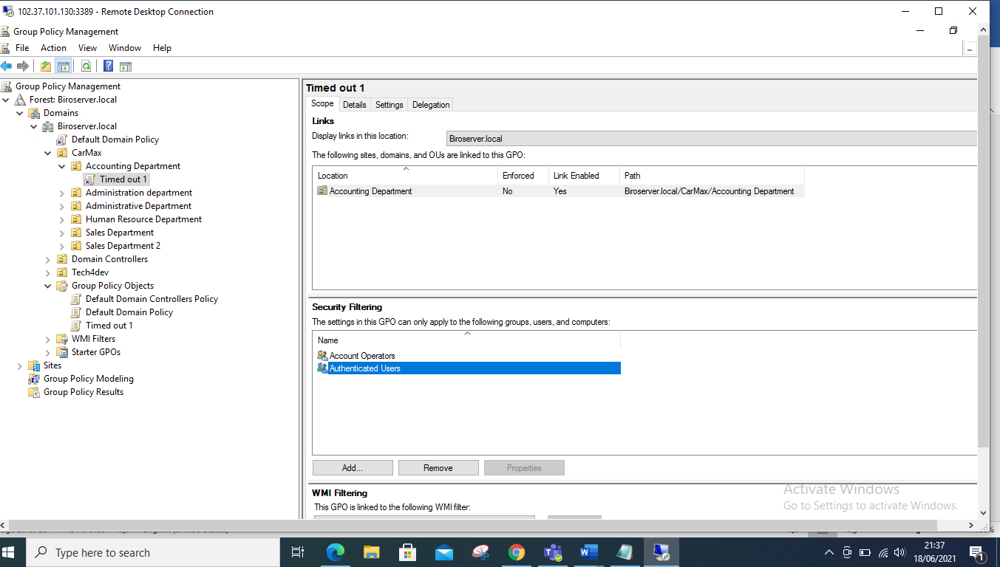 102.37.101.130:3389 - Remote Desktop Connection
Group Policy Management
File Action View Window Help
Group Policy Management
Forest: Biroserver.local
Domains
Biroserver.local
Default Domain Policy
CarMax
Accounting Department
Timed out 1
Administration department
Administrative Department
Human Resource Department
Sales Department
Sales Department 2
Domain Controllers
Tech4dev
Group Policy Objects
Default Domain Controllers Policy
Default Domain Policy
Timed out 1
WMI Filters
Starter GPOs
Sites
Group Policy Modeling
Group Policy Results
Timed out 1
Scope Details Settings Delegation
Links
Display links in this location: Biroserver.local
The following sites, domains, and OUs are linked to this GPO:
Location Enforced Link Enabled Path
Accounting Department No Yes Biroserver.local/CarMax/Accounting Department
Security Filtering
The settings in this GPO can only apply to the following groups, users, and computers:
Name
Account Operators
Authenticated Users
Add... Remove Properties
WMI Filtering
This GPO is linked to the following WMI filter:
Activate Windows
Go to Settings to activate Windows.
Type here to search
21:37
18/06/2021
1